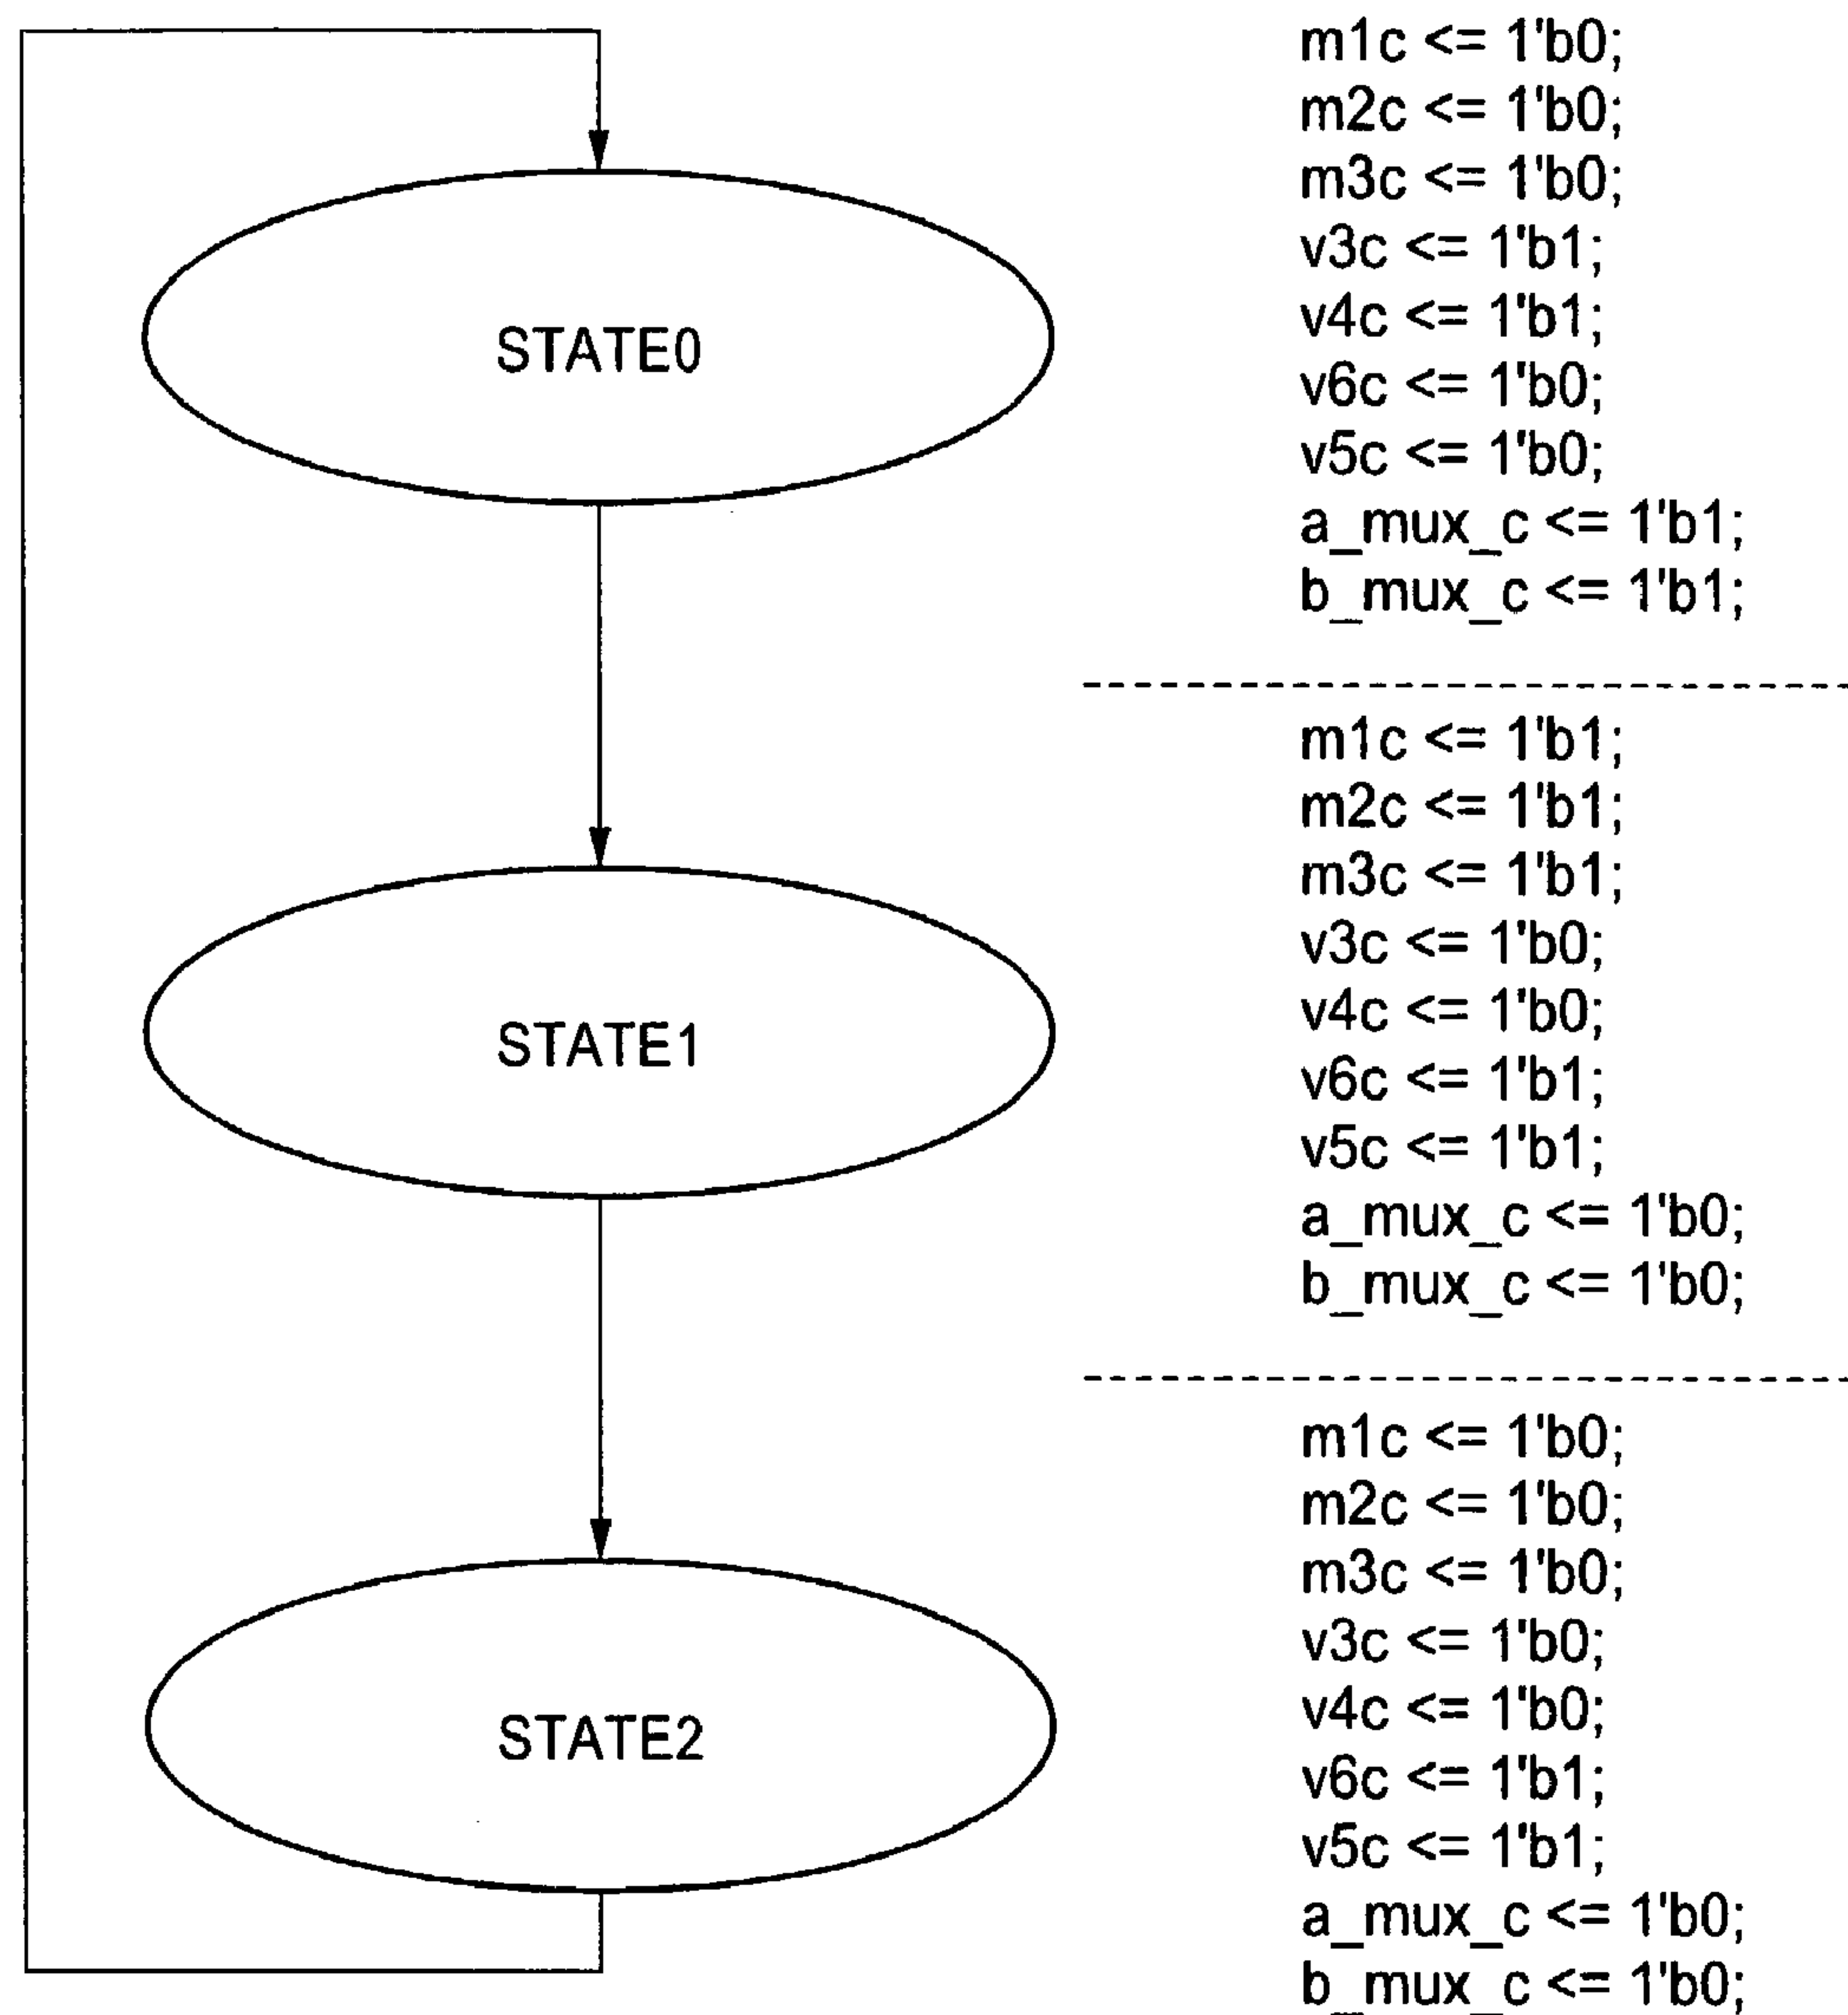 STATE0
m1c <= 1'b0;
m2c <= 1'b0;
m3c <= 1'b0;
v3c <= 1'b1;
v4c <= 1'b1;
v6c <= 1'b0;
v5c <= 1'b0;
a_mux_c <= 1'b1;
b_mux_c <= 1'b1;
STATE1
m1c <= 1'b1;
m2c <= 1'b1;
m3c <= 1'b1;
v3c <= 1'b0;
v4c <= 1'b0;
v6c <= 1'b1;
v5c <= 1'b1;
a_mux_c <= 1'b0;
b_mux_c <= 1'b0;
STATE2
m1c <= 1'b0;
m2c <= 1'b0;
m3c <= 1'b0;
v3c <= 1'b0;
v4c <= 1'b0;
v6c <= 1'b1;
v5c <= 1'b1;
a_mux_c <= 1'b0;
b_mux_c <= 1'b0;